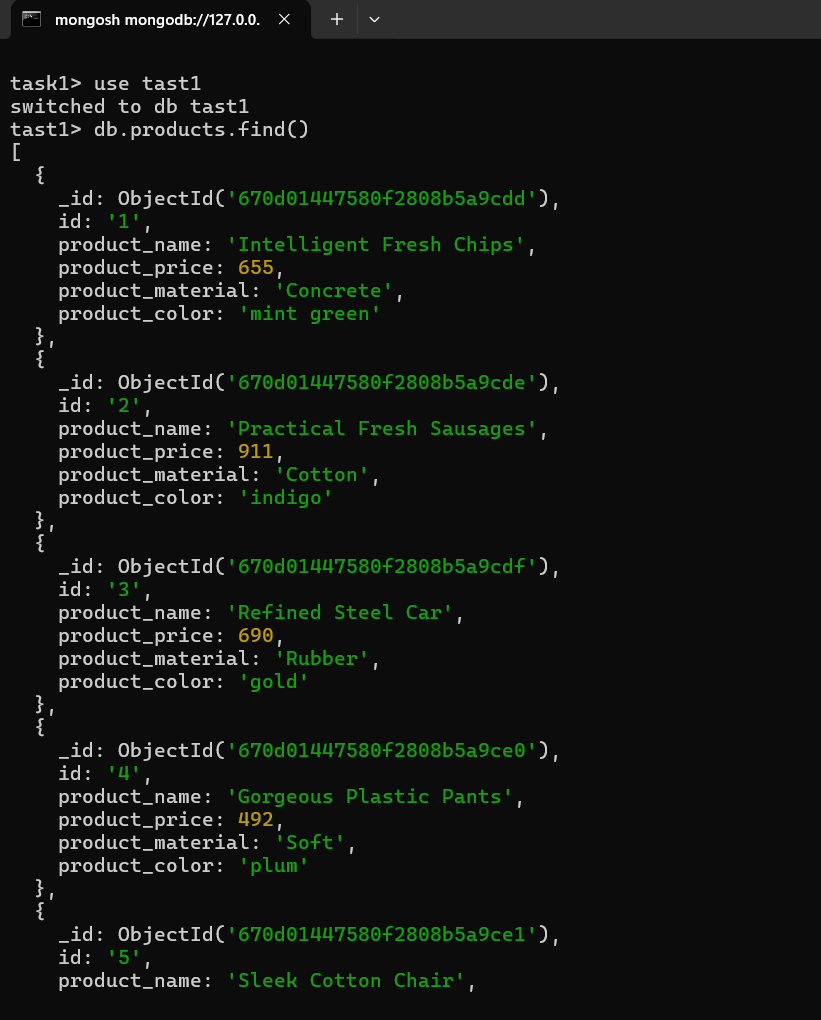 mongosh mongodb://127.0.0.
task1> use tast1
switched to db tast1
tast1> db.products.find()
[
  {
    _id: ObjectId('670d01447580f2808b5a9cdd'),
    id: '1',
    product_name: 'Intelligent Fresh Chips',
    product_price: 655,
    product_material: 'Concrete',
    product_color: 'mint green'
  },
  {
    _id: ObjectId('670d01447580f2808b5a9cde'),
    id: '2',
    product_name: 'Practical Fresh Sausages',
    product_price: 911,
    product_material: 'Cotton',
    product_color: 'indigo'
  },
  {
    _id: ObjectId('670d01447580f2808b5a9cdf'),
    id: '3',
    product_name: 'Refined Steel Car',
    product_price: 690,
    product_material: 'Rubber',
    product_color: 'gold'
  },
  {
    _id: ObjectId('670d01447580f2808b5a9ce0'),
    id: '4',
    product_name: 'Gorgeous Plastic Pants',
    product_price: 492,
    product_material: 'Soft',
    product_color: 'plum'
  },
  {
    _id: ObjectId('670d01447580f2808b5a9ce1'),
    id: '5',
    product_name: 'Sleek Cotton Chair',